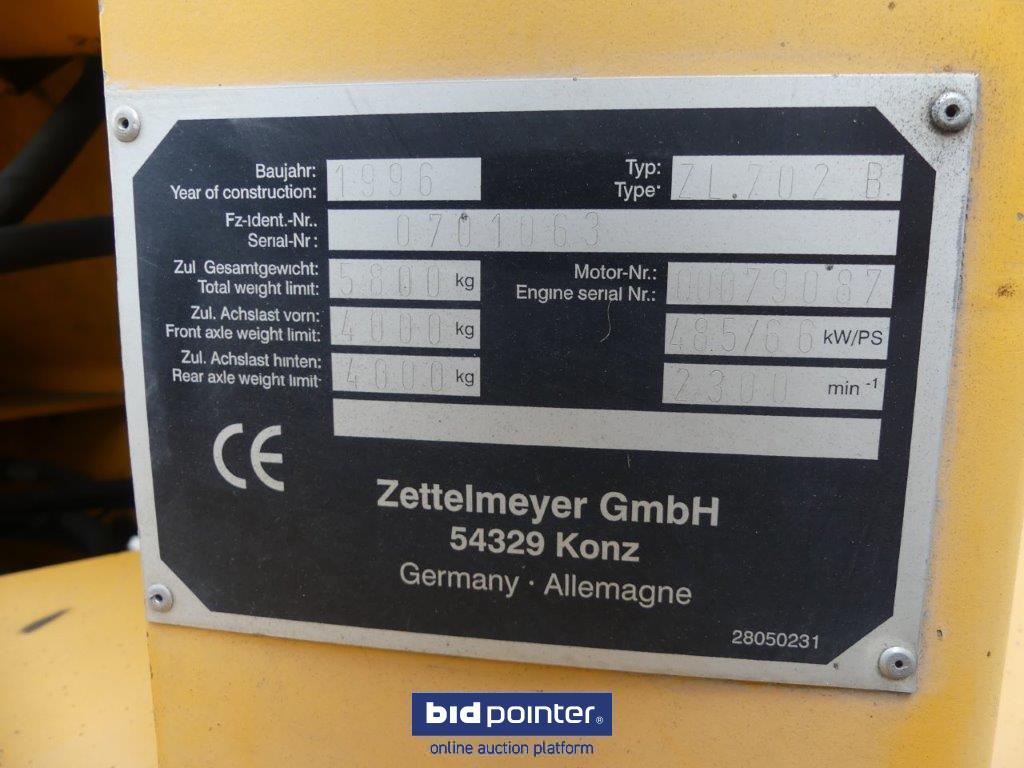 Baujahr:
Year of construction: 1996
Typ:
Type: ZL 702 B
Fz-Ident.-Nr.:
Serial-Nr: 0701063
Zul Gesamtgewicht:
Total weight limit: 5800 kg
Motor-Nr.:
Engine serial Nr.: 00079087
Zul. Achslast vorn:
Front axle weight limit: 4000 kg
48.5/66 kW/PS
Zul. Achslast hinten:
Rear axle weight limit 4000 kg
2300 min -1
CE
Zettelmeyer GmbH
54329 Konz
Germany · Allemagne
28050231
bidpointer®
online auction platform